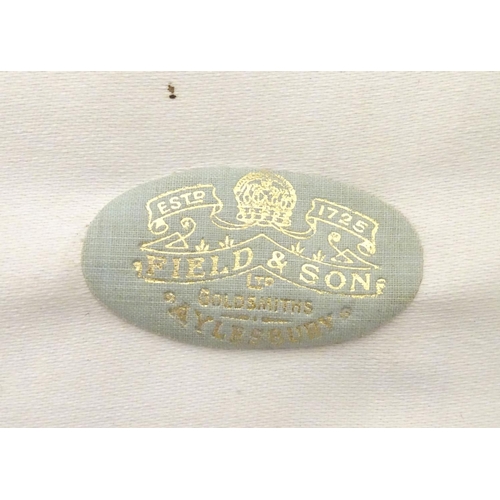 ESTD 1725
FIELD & SON
LTD
GOLDSMITHS
AYLESBURY